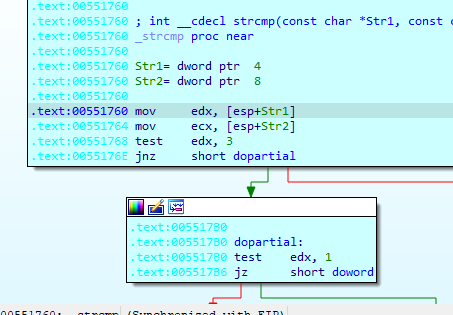 .text:00551760
.text:00551760 ; int __cdecl strcmp(const char *Str1, const c
.text:00551760 _strcmp proc near
.text:00551760
.text:00551760 Str1= dword ptr 4
.text:00551760 Str2= dword ptr 8
.text:00551760
.text:00551760 mov edx, [esp+Str1]
.text:00551764 mov ecx, [esp+Str2]
.text:00551768 test edx, 3
.text:0055176E jnz short dopartial
.text:005517B0
.text:005517B0 dopartial:
.text:005517B0 test edx, 1
.text:005517B6 jz short doword
00551760: _strcmp (Synchronized with EIP)